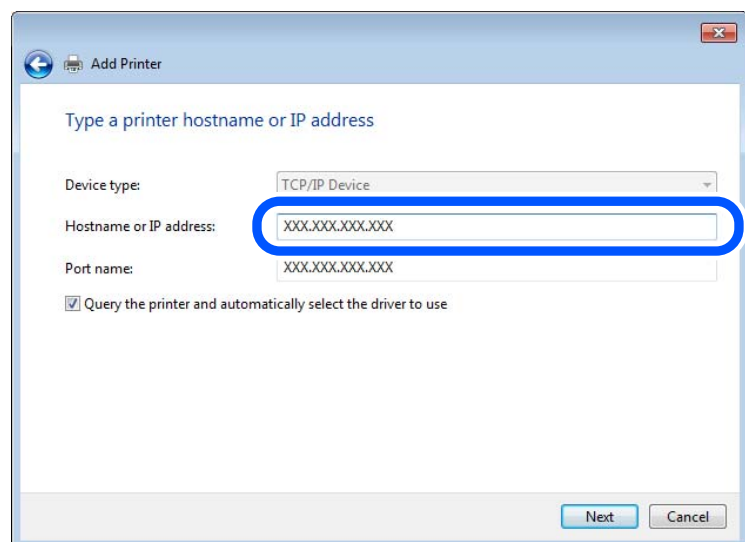 Add Printer
Type a printer hostname or IP address
Device type: TCP/IP Device
Hostname or IP address: XXX.XXX.XXX.XXX
Port name: XXX.XXX.XXX.XXX
Query the printer and automatically select the driver to use
Next Cancel